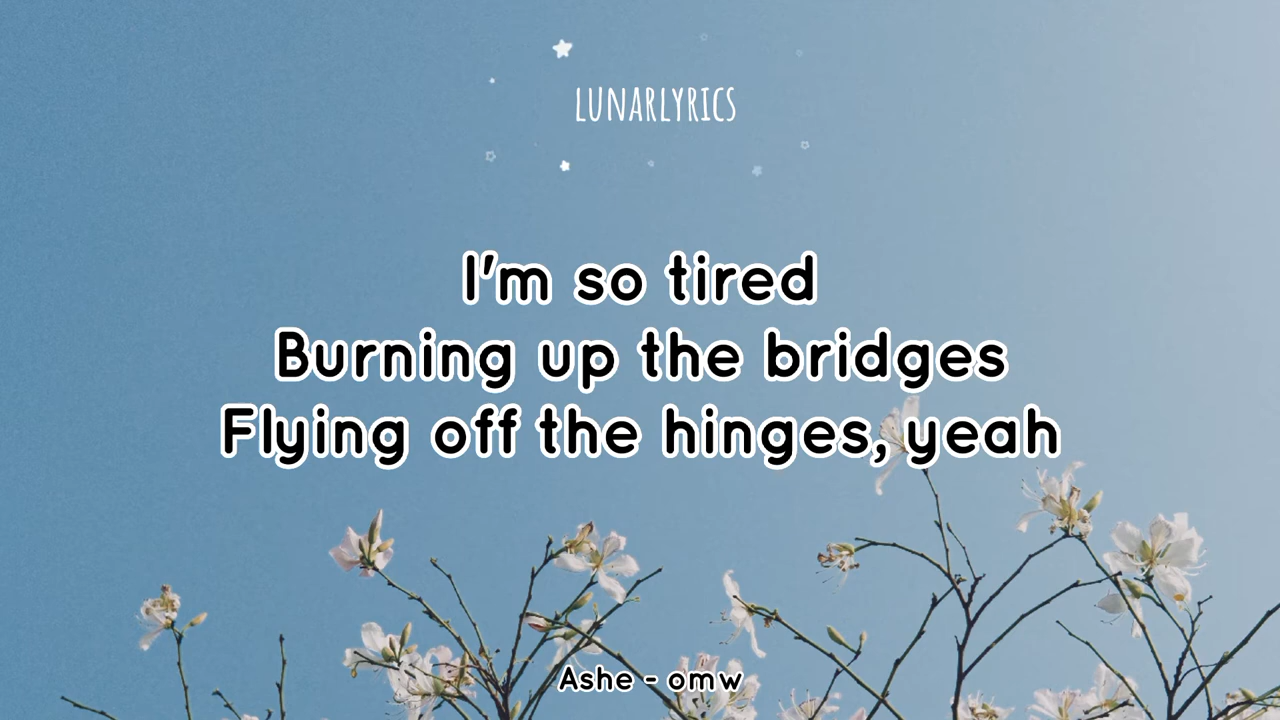 LUNARLYRICS
I'm so tired
Burning up the bridges
Flying off the hinges, yeah
Ashe - omw